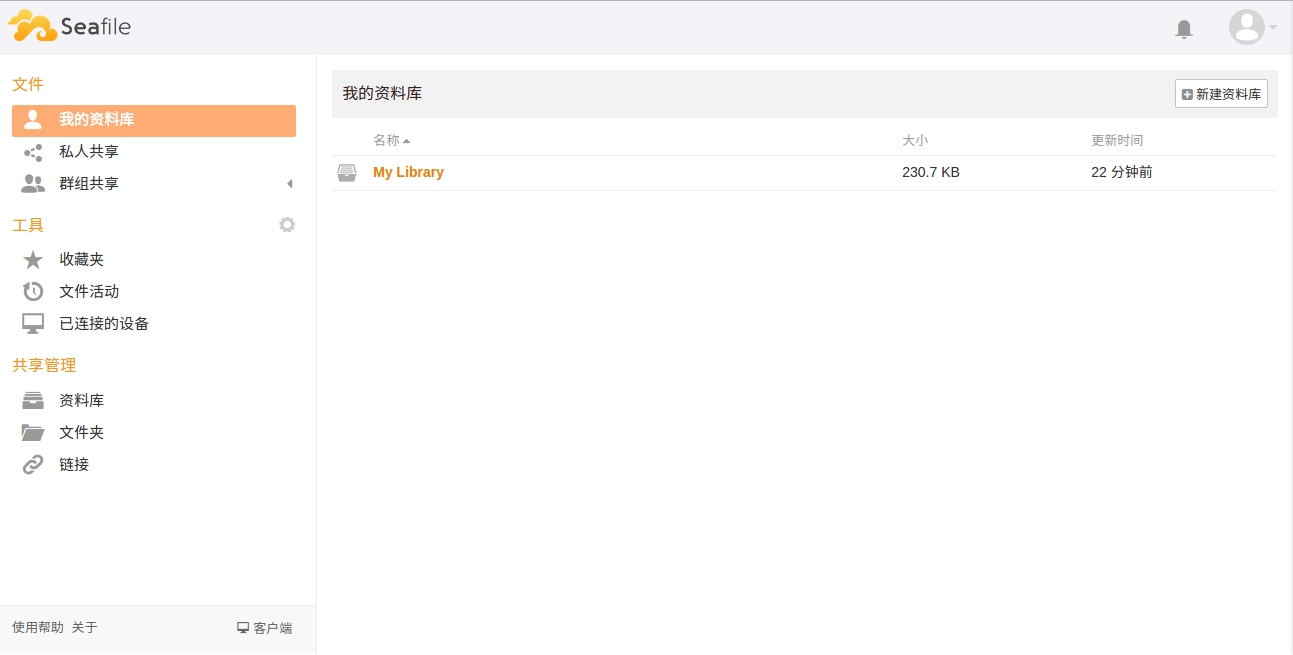 Seafile
文件
我的资料库
私人共享
群组共享
工具
收藏夹
文件活动
已连接的设备
共享管理
资料库
文件夹
链接
使用帮助 关于 客户端
我的资料库 新建资料库
名称 大小 更新时间
My Library 230.7 KB 22 分钟前